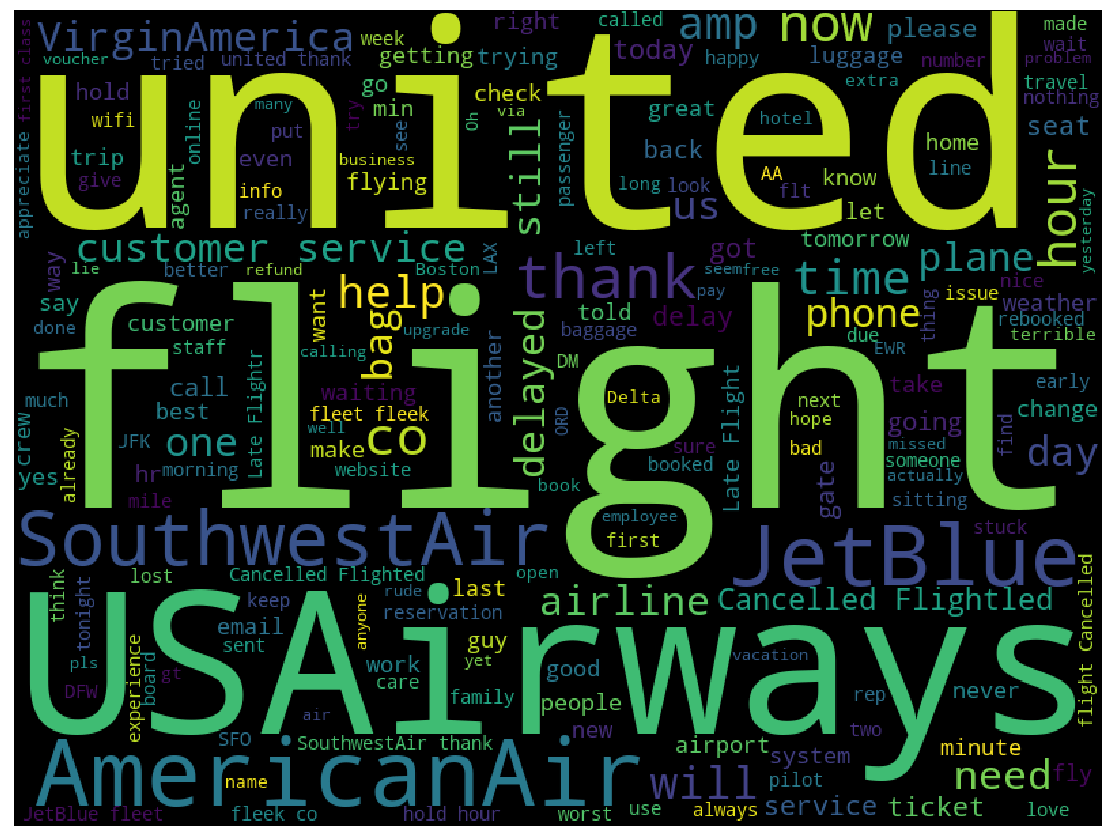 VirginAmerica
week
right
called
amp
now
please
made
voucher
tried
united thank
getting
trying
today
happy
luggage
number
wait
problem
first class
united
hold
go
min
check
great
extra
travel
nothing
wifi
many
put
try
see
via
Oh
hotel
seat
online
trip
even
business
still
passenger
back
home
line
give
agent
info
flying
long
look
AA
flt
know
hour
appreciate
really
us
let
yesterday
customer service
LAX
left
got
tomorrow
plane
way
lie
better
refund
Boston
thank
seemfree
time
nice
say
want
help
pay
issue
weather
done
customer
bag
upgrade
told
delay
phone
thing
rebooked
staff
calling
baggage
due
EWR
terrible
flight
call
waiting
another
delayed
DM
Late Flight
take
early
much
best
fleet fleek
Delta
next
change
crew
already
JFK
one
Late Flightr
well
make
co
ORD
hope
going
find
yes
hr
morning
website
sure
bad
gate
missed
someone
day
mile
book
booked
actually
sitting
SouthwestAir
employee
first
JetBlue
stuck
think
lost
Cancelled Flighted
rude
last
open
airline
Cancelled Flightled
flight Cancelled
tonight
keep
anyone
reservation
USAirways
email
sent
guy
yet
work
care
good
vacation
pls
board
experience
DFW
gt
family
people
rep
never
air
new
two
SFO
SouthwestAir thank
airport
system
minute
AmericanAir
name
will
pilot
need
fly
JetBlue fleet
fleek co
hold hour
worst
use
always
service
ticket
love